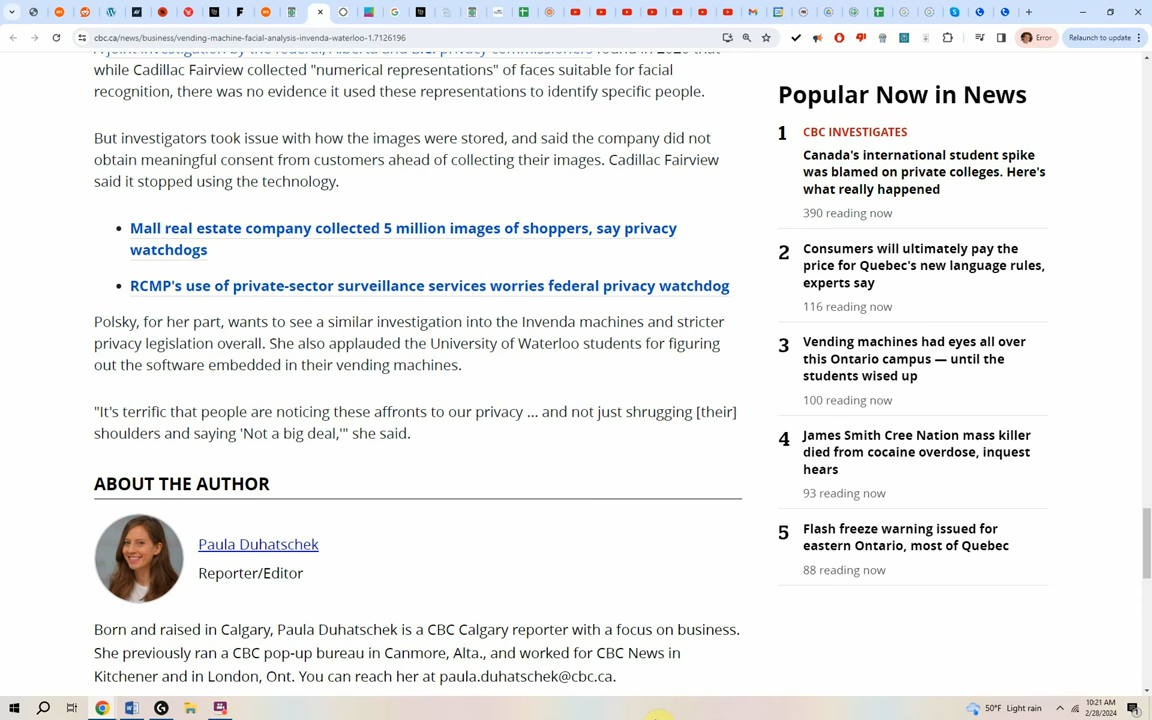 cbc.ca/news/business/vending-machine-facial-analysis-invenda-waterloo-1.7126196
Error
Relaunch to update
while Cadillac Fairview collected "numerical representations" of faces suitable for facial
recognition, there was no evidence it used these representations to identify specific people.
But investigators took issue with how the images were stored, and said the company did not
obtain meaningful consent from customers ahead of collecting their images. Cadillac Fairview
said it stopped using the technology.
Mall real estate company collected 5 million images of shoppers, say privacy
watchdogs
RCMP's use of private-sector surveillance services worries federal privacy watchdog
Polsky, for her part, wants to see a similar investigation into the Invenda machines and stricter
privacy legislation overall. She also applauded the University of Waterloo students for figuring
out the software embedded in their vending machines.
"It's terrific that people are noticing these affronts to our privacy ... and not just shrugging [their]
shoulders and saying 'Not a big deal,'" she said.
ABOUT THE AUTHOR
Paula Duhatschek
Reporter/Editor
Born and raised in Calgary, Paula Duhatschek is a CBC Calgary reporter with a focus on business.
She previously ran a CBC pop-up bureau in Canmore, Alta., and worked for CBC News in
Kitchener and in London, Ont. You can reach her at paula.duhatschek@cbc.ca.
Popular Now in News
1 CBC INVESTIGATES
Canada's international student spike
was blamed on private colleges. Here's
what really happened
390 reading now
2 Consumers will ultimately pay the
price for Quebec's new language rules,
experts say
116 reading now
3 Vending machines had eyes all over
this Ontario campus — until the
students wised up
100 reading now
4 James Smith Cree Nation mass killer
died from cocaine overdose, inquest
hears
93 reading now
5 Flash freeze warning issued for
eastern Ontario, most of Quebec
88 reading now
50°F Light rain
10:21 AM
2/28/2024